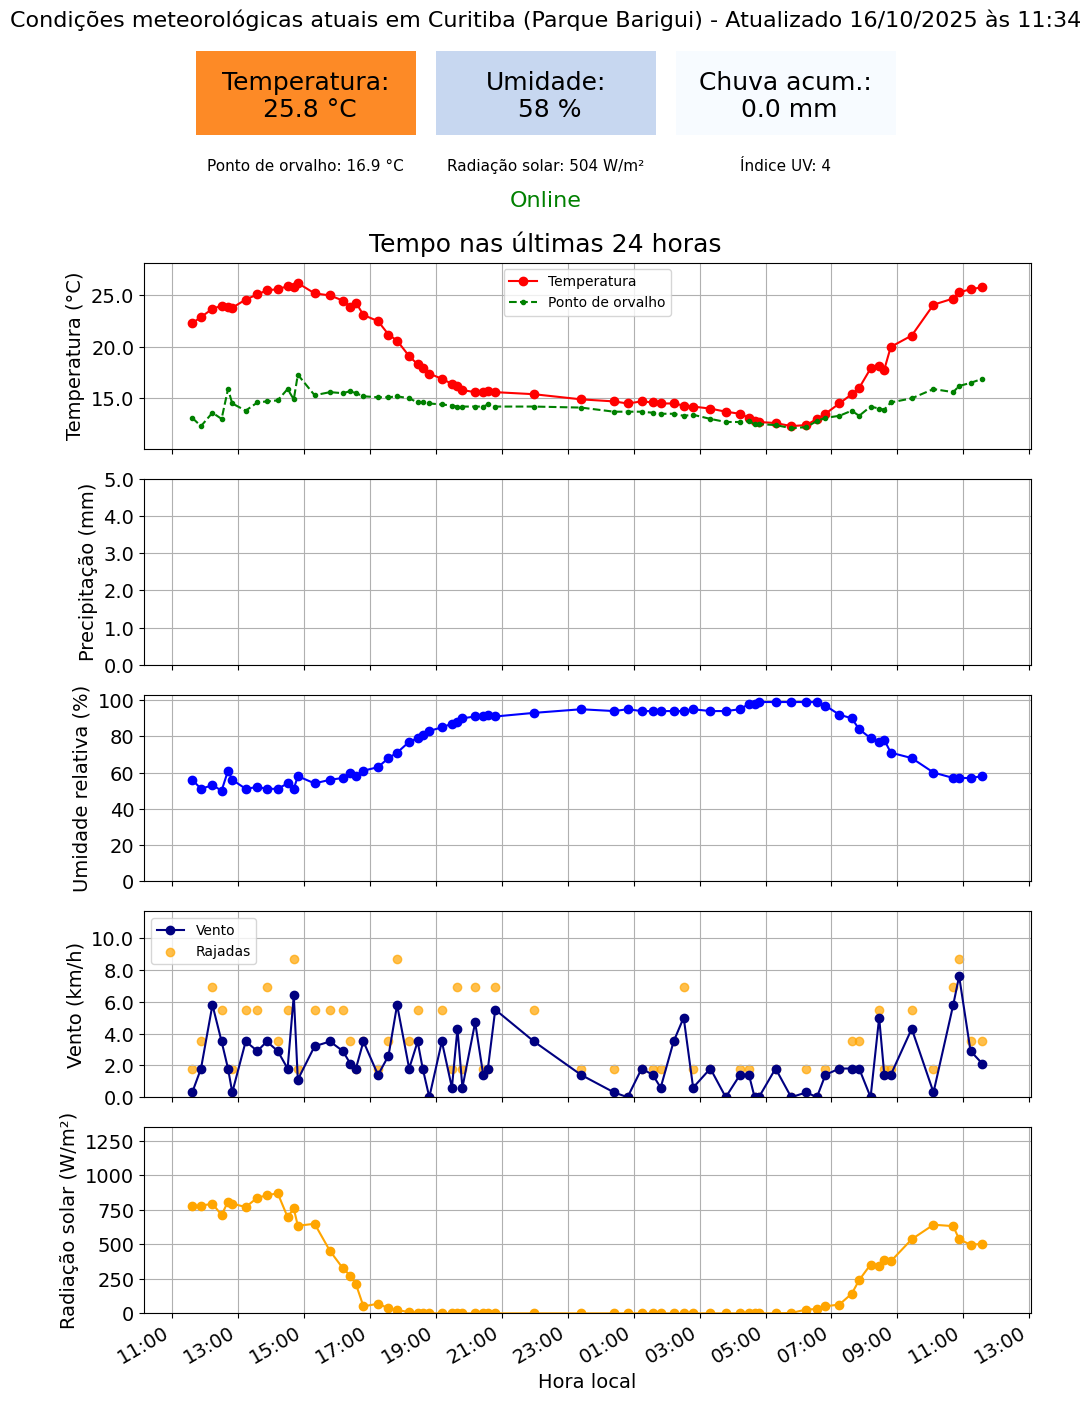 Condições meteorológicas atuais em Curitiba (Parque Barigui) - Atualizado 16/10/2025 às 11:34
Temperatura:
25.8 °C
Umidade:
58 %
Chuva acum.:
0.0 mm
Ponto de orvalho: 16.9 °C
Radiação solar: 504 W/m²
Índice UV: 4
Online
Tempo nas últimas 24 horas
Temperatura (°C)
25.0
20.0
15.0
Temperatura
Ponto de orvalho
Precipitação (mm)
5.0
4.0
3.0
2.0
1.0
0.0
Umidade relativa (%)
100
80
60
40
20
0
Vento (km/h)
10.0
8.0
6.0
4.0
2.0
0.0
Vento
Rajadas
Radiação solar (W/m²)
1250
1000
750
500
250
0
11:00
13:00
15:00
17:00
19:00
21:00
23:00
01:00
03:00
05:00
07:00
09:00
11:00
13:00
Hora local